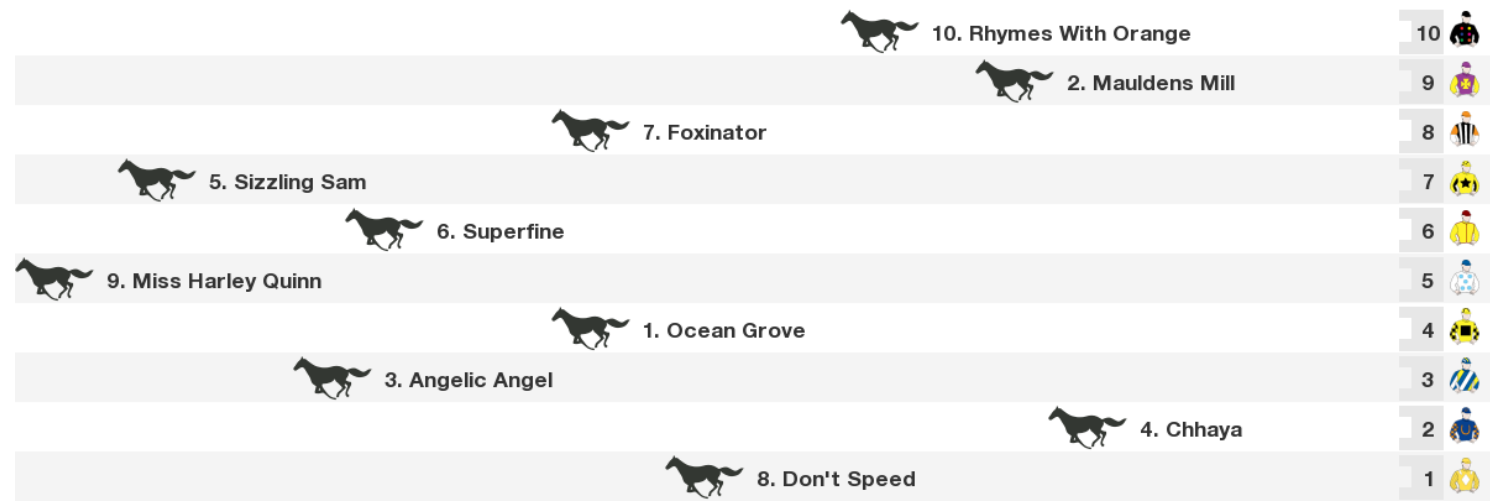 10. Rhymes With Orange 10
2. Mauldens Mill 9
7. Foxinator 8
5. Sizzling Sam 7
6. Superfine 6
9. Miss Harley Quinn 5
1. Ocean Grove 4
3. Angelic Angel 3
4. Chhaya 2
8. Don't Speed 1